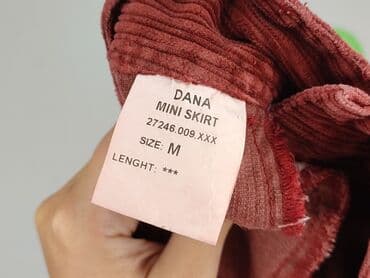 DANA
MINI SKIRT
27246.009.XXX
SIZE: M
LENGHT: ***